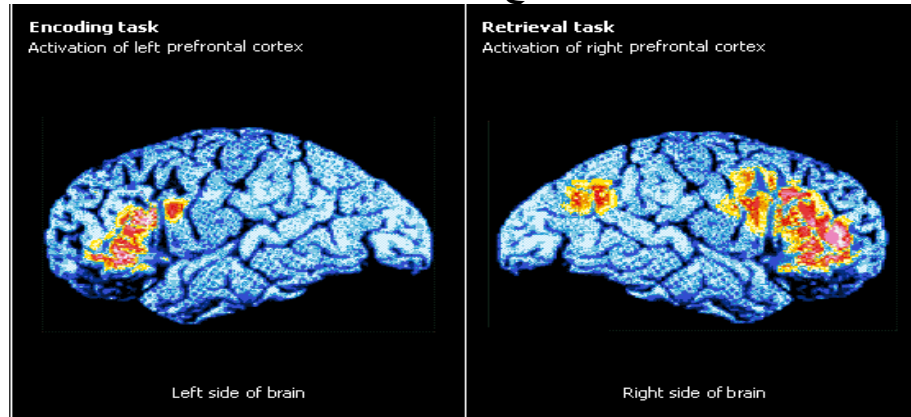 Encoding task
Activation of left prefrontal cortex
Left side of brain
Retrieval task
Activation of right prefrontal cortex
Right side of brain